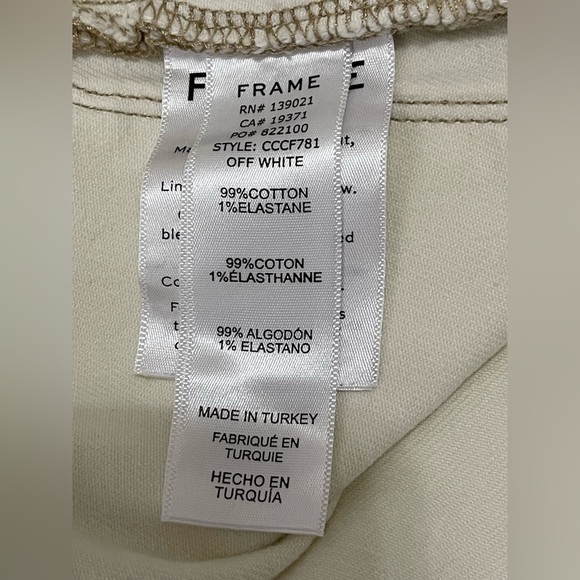 FRAME
RN# 139021
CA# 19371
PO# 822100
STYLE: CCCF781
OFF WHITE
99%COTTON
1%ELASTANE
99%COTON
1%ÉLASTHANNE
99% ALGODÓN
1% ELASTANO
MADE IN TURKEY
FABRIQUÉ EN
TURQUIE
HECHO EN
TURQUÍA